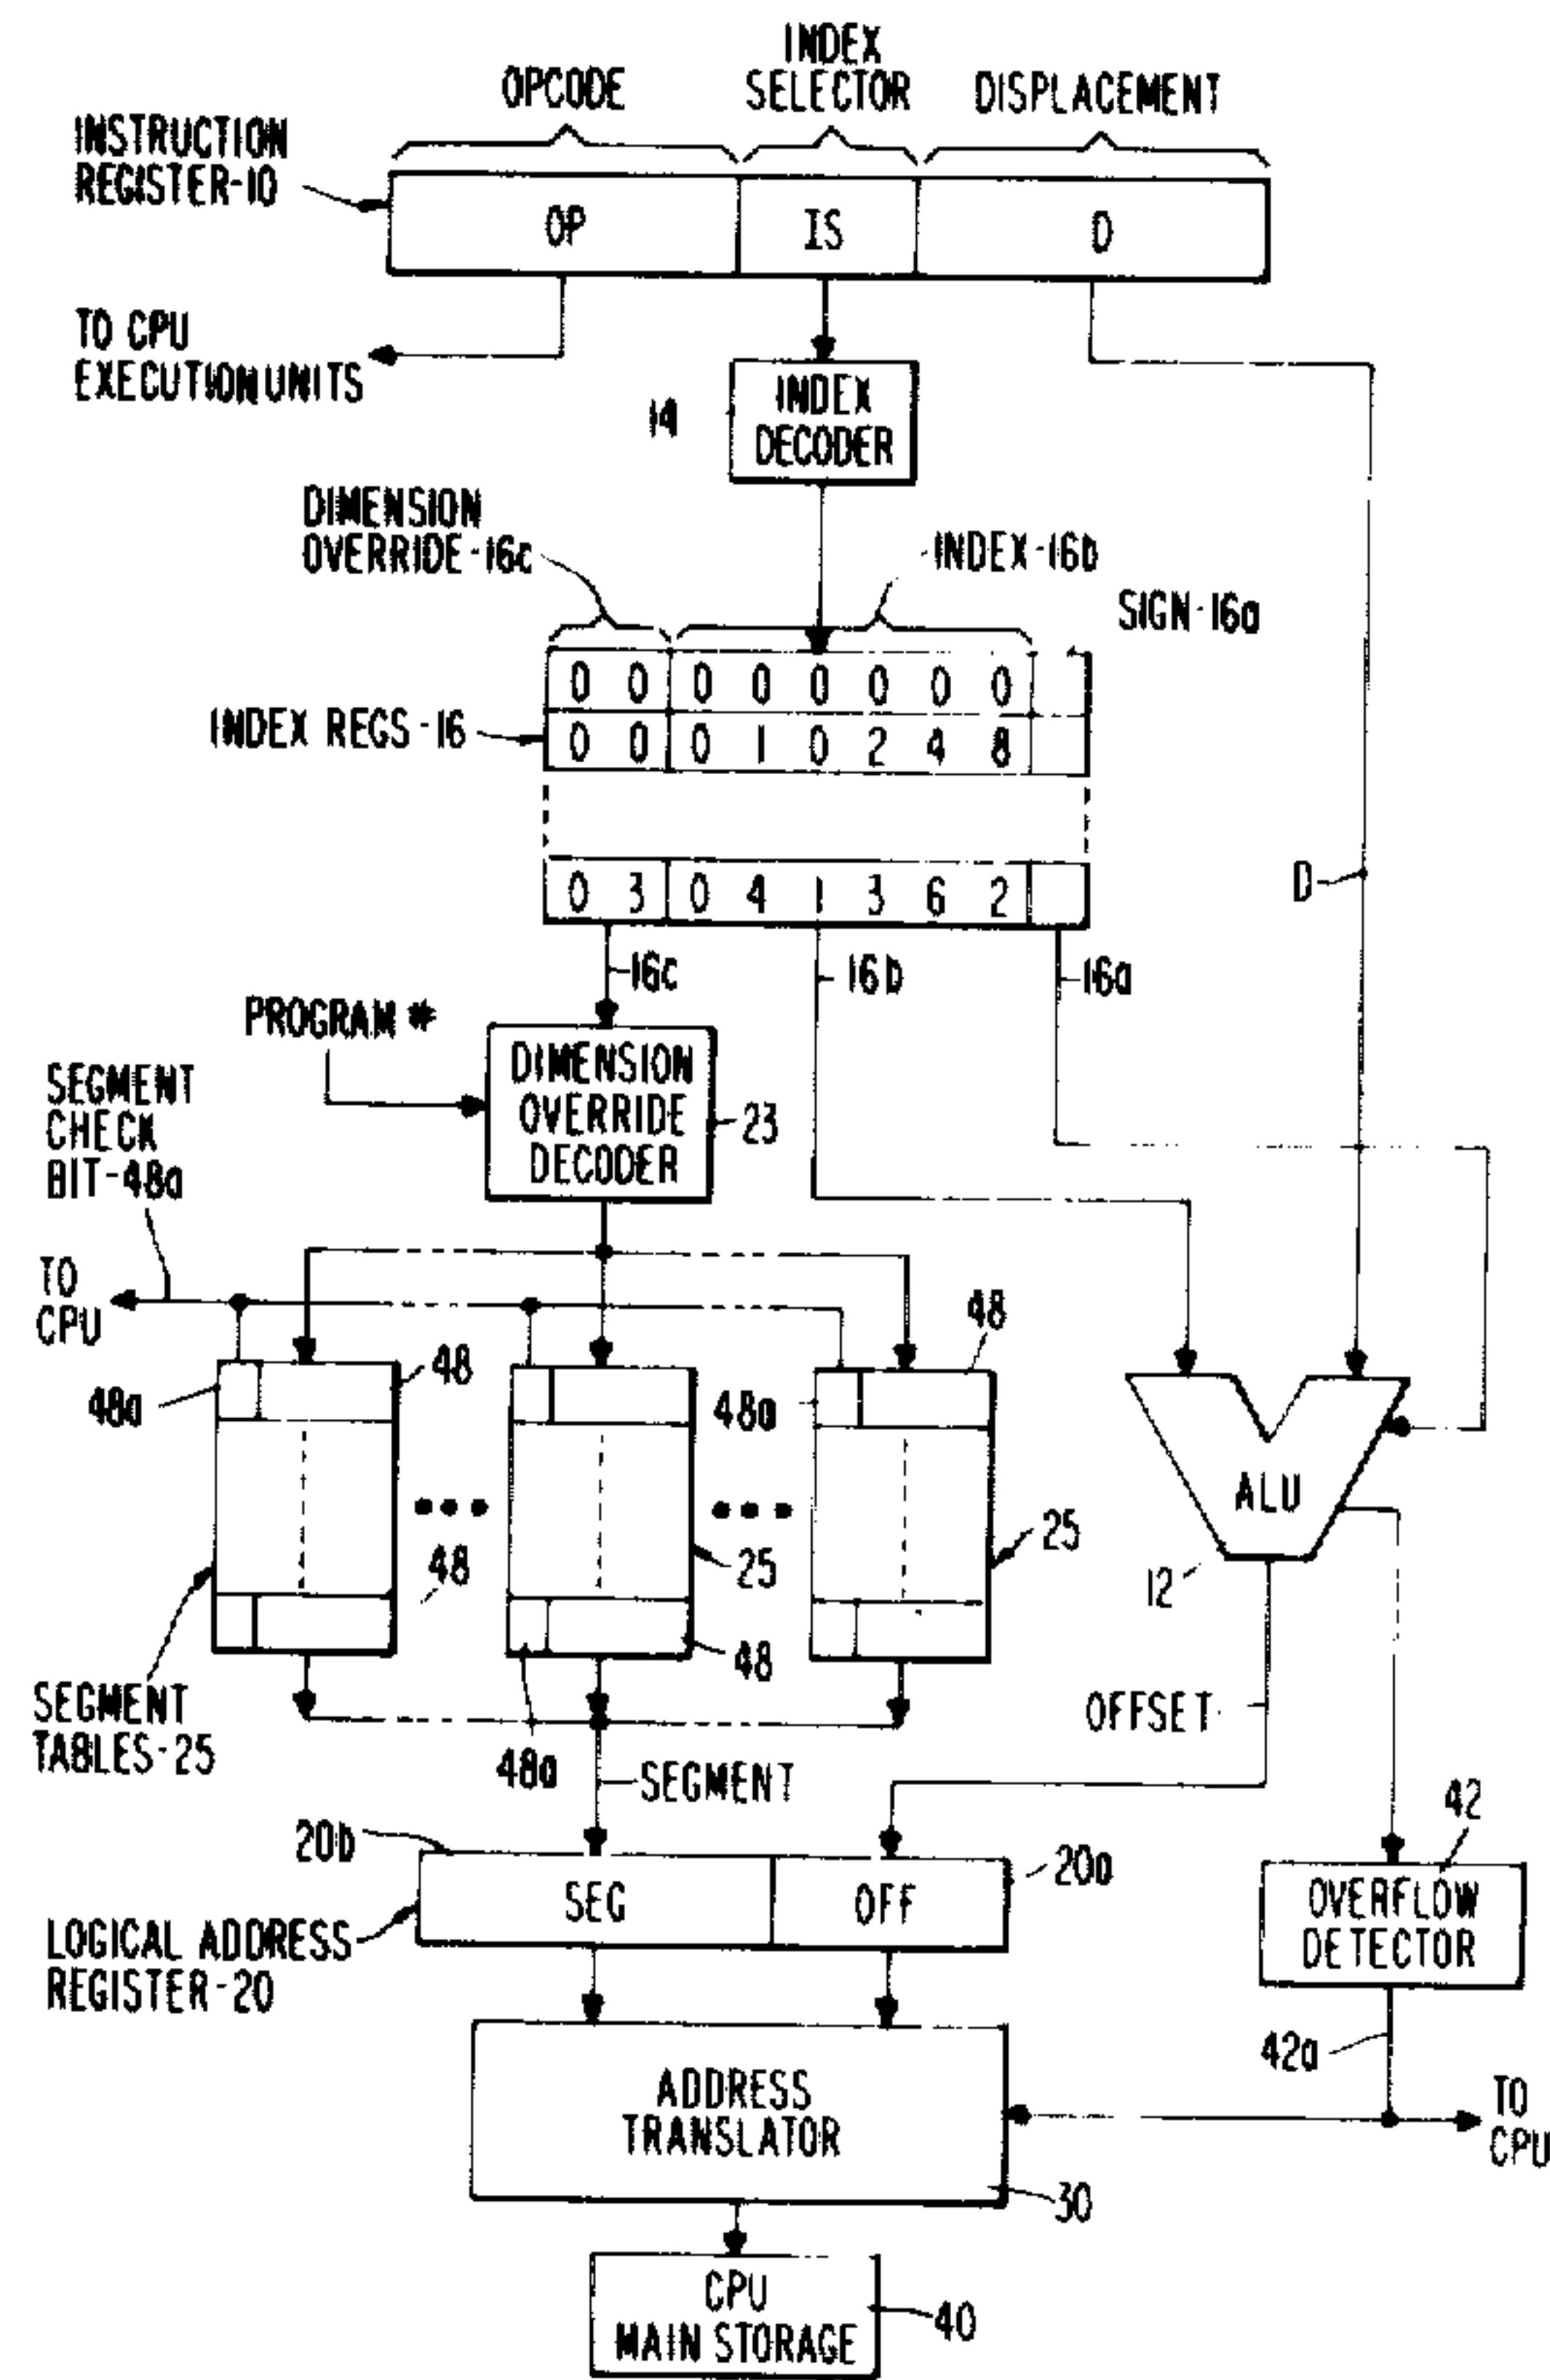 INDEX
OPCODE SELECTOR DISPLACEMENT
INSTRUCTION
REGISTER-10
OP IS D
TO CPU
EXECUTION UNITS
14
INDEX
DECODER
DIMENSION
OVERRIDE-16c
INDEX-16b
SIGN-16a
0 0 0 0 0 0 0 0
INDEX REGS-16
0 0 0 1 0 2 4 8
D
0 3 0 4 1 3 6 2
16c 16b 16a
PROGRAM #
DIMENSION
OVERRIDE
DECODER
23
SEGMENT
CHECK
BIT-48a
TO
CPU
48
48
48a
48a
ALU
25
25
48
12
48
SEGMENT
TABLES-25
48a
OFFSET
SEGMENT
42
20b
20a
SEG OFF
OVERFLOW
DETECTOR
LOGICAL ADDRESS
REGISTER-20
42a
ADDRESS
TRANSLATOR
TO
CPU
30
CPU
MAIN STORAGE
40